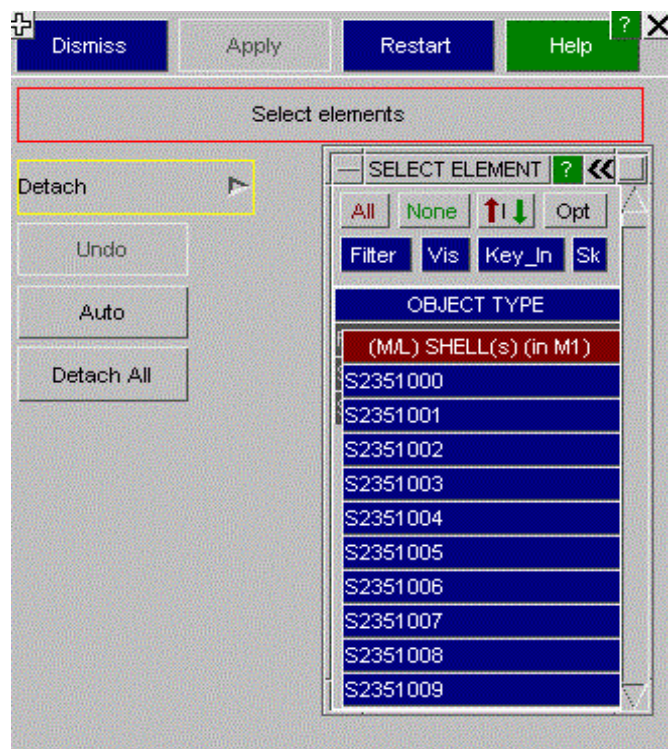 Dismiss Apply Restart Help ?
Select elements
Detach
Undo
Auto
Detach All
SELECT ELEMENT ?
All None Opt
Filter Vis Key_In Sk
OBJECT TYPE
(M/L) SHELL(s) (in M1)
S2351000
S2351001
S2351002
S2351003
S2351004
S2351005
S2351006
S2351007
S2351008
S2351009